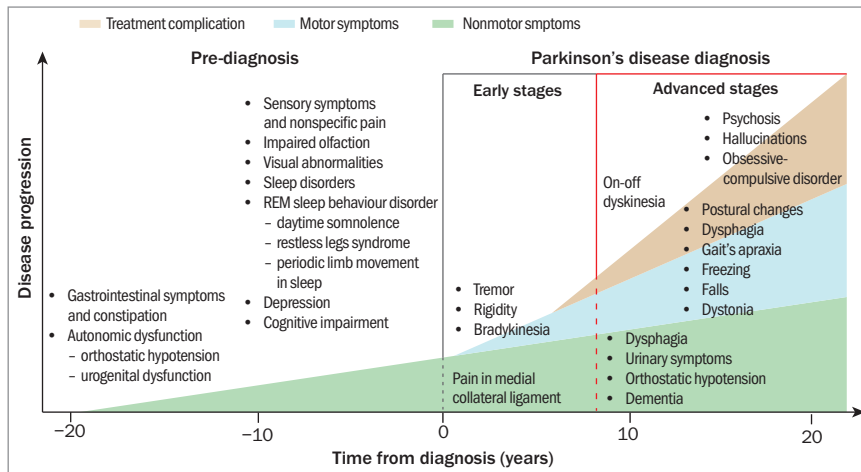 Treatment complication
Motor symptoms
Nonmotor smptoms
Pre-diagnosis
Parkinson's disease diagnosis
Early stages
Advanced stages
Disease progression
• Gastrointestinal symptoms
and constipation
• Autonomic dysfunction
– orthostatic hypotension
– urogenital dysfunction
• Sensory symptoms
and nonspecific pain
• Impaired olfaction
• Visual abnormalities
• Sleep disorders
• REM sleep behaviour disorder
– daytime somnolence
– restless legs syndrome
– periodic limb movement
in sleep
• Depression
• Cognitive impairment
• Tremor
• Rigidity
• Bradykinesia
Pain in medial
collateral ligament
On-off
dyskinesia
• Psychosis
• Hallucinations
• Obsessive-
compulsive disorder
• Postural changes
• Dysphagia
• Gait's apraxia
• Freezing
• Falls
• Dystonia
• Dysphagia
• Urinary symptoms
• Orthostatic hypotension
• Dementia
−20
−10
0
10
20
Time from diagnosis (years)